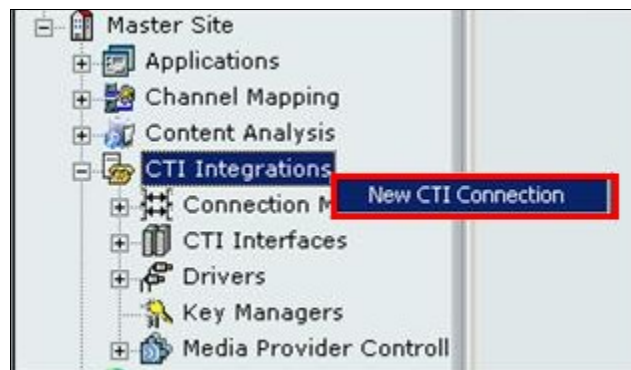 Master Site
Applications
Channel Mapping
Content Analysis
CTI Integrations
New CTI Connection
Connection M
CTI Interfaces
Drivers
Key Managers
Media Provider Controll